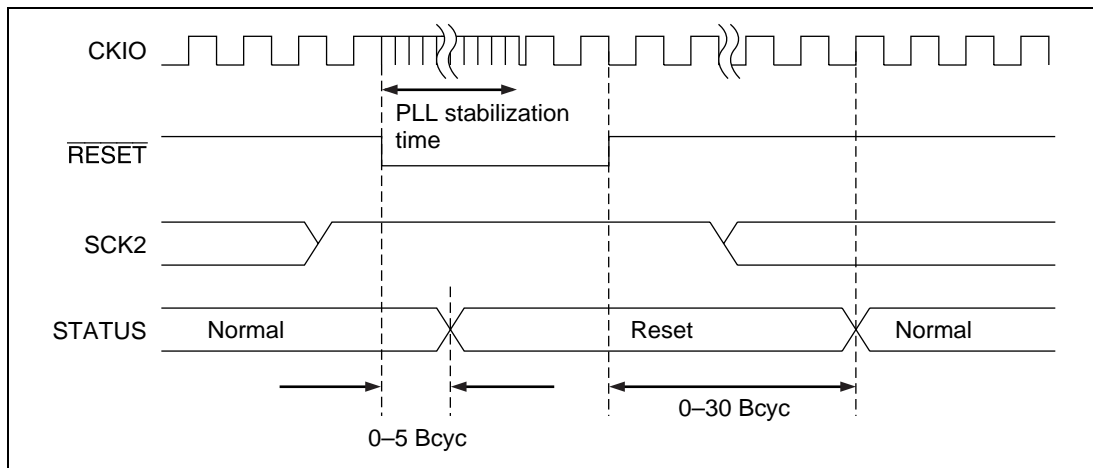 CKIO
PLL stabilization
time
RESET
SCK2
STATUS
Normal
Reset
Normal
0–5 Bcyc
0–30 Bcyc